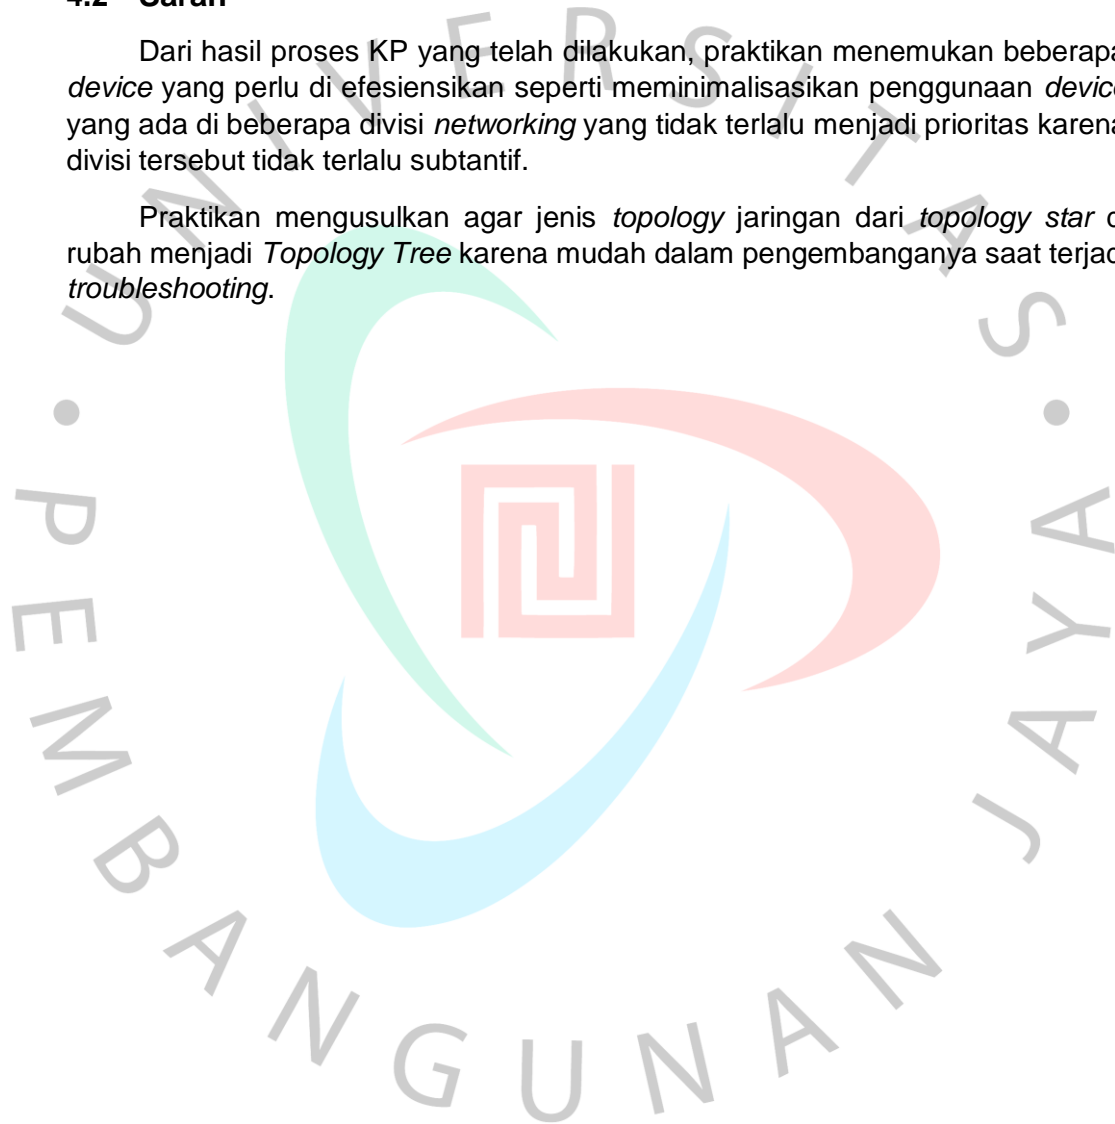 4.2 Saran
Dari hasil proses KP yang telah dilakukan, praktikan menemukan beberapa
device yang perlu di efesiensikan seperti meminimalisasikan penggunaan device
yang ada di beberapa divisi networking yang tidak terlalu menjadi prioritas karena
divisi tersebut tidak terlalu subtantif.
Praktikan mengusulkan agar jenis topology jaringan dari topology star d
rubah menjadi Topology Tree karena mudah dalam pengembanganya saat terjad
troubleshooting.
UNIVERSITAS • PEMBANGUNAN JAYA •